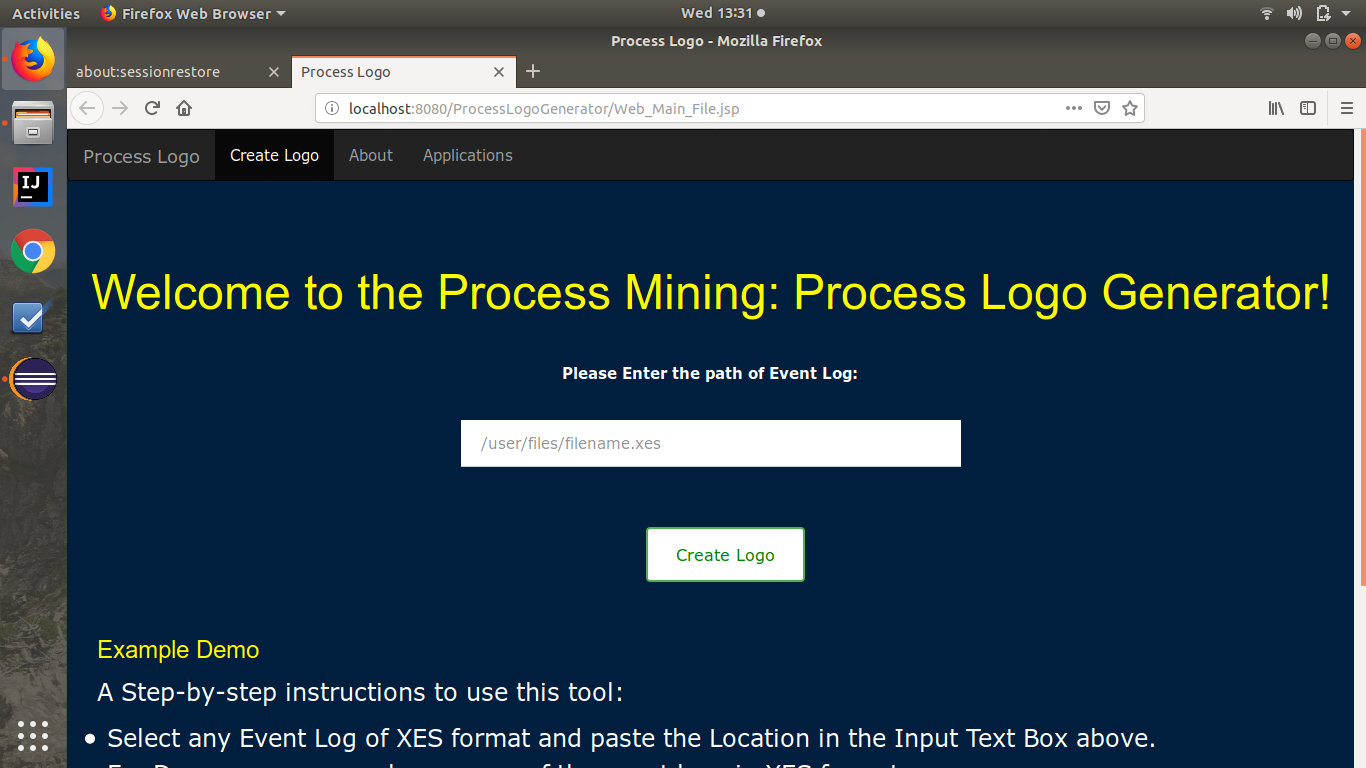 Activities Firefox Web Browser Wed 13:31
Process Logo - Mozilla Firefox
about:sessionrestore Process Logo
localhost:8080/ProcessLogoGenerator/Web_Main_File.jsp
Process Logo Create Logo About Applications
Welcome to the Process Mining: Process Logo Generator!
Please Enter the path of Event Log:
/user/files/filename.xes
Create Logo
Example Demo
A Step-by-step instructions to use this tool:
Select any Event Log of XES format and paste the Location in the Input Text Box above.
IJ